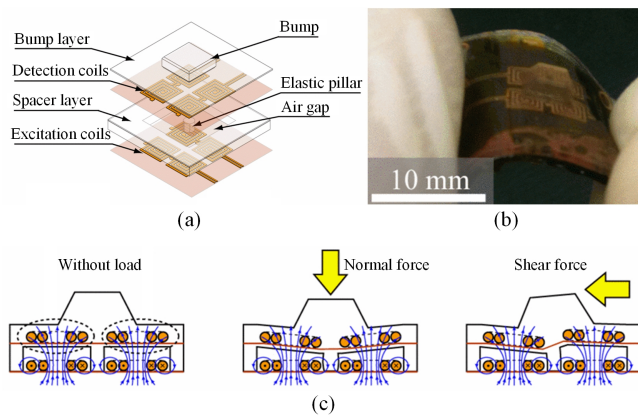 Bump layer
Bump
Detection coils
Elastic pillar
Spacer layer
Air gap
Excitation coils
10 mm
(a)
(b)
Without load
Normal force
Shear force
(c)